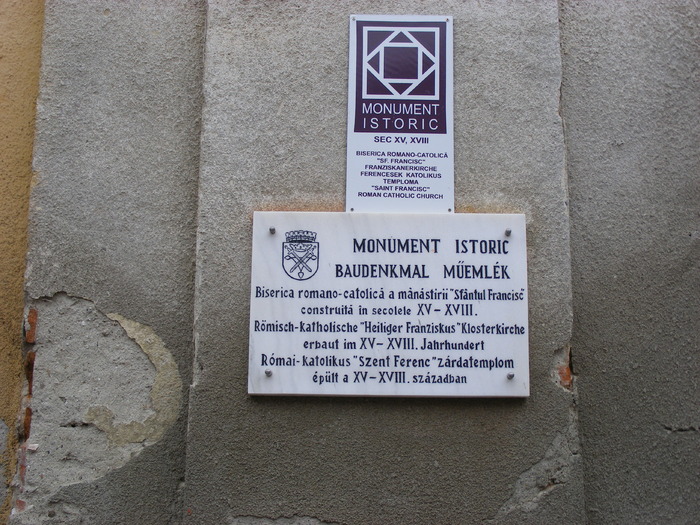 MONUMENT
ISTORIC
SEC XV, XVIII
BISERICA ROMANO-CATOLICĂ
"SF. FRANCISC"
FRANZISKANERKIRCHE
FERENCESEK KATOLIKUS
TEMPLOMA
"SAINT FRANCISC"
ROMAN CATHOLIC CHURCH
MONUMENT ISTORIC
BAUDENKMAL MŰEMLÉK
Biserica romano-catolică a mănăstirii "Sfântul Francisc"
construită în secolele XV-XVIII.
Römisch-katholische "Heiliger Franziskus" Klosterkirche
erbaut im XV-XVIII. Jahrhundert
Római-katolikus "Szent Ferenc" zárdatemplom
épült a XV-XVIII. században